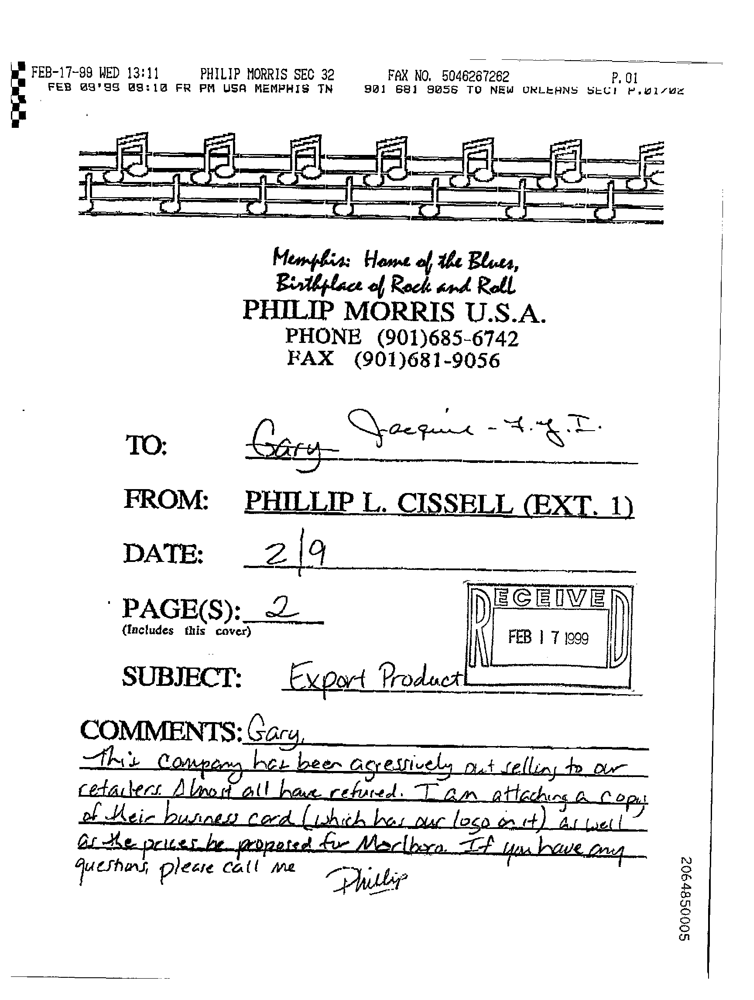 FEB-17-99 WED 13:11 PHILIP MORRIS SEC 32 FAX NO. 5046267262 P.01
FEB 09'99 09:10 FR PM USA MEMPHIS TN 901 681 9056 TO NEW ORLEANS SECT P.01/02
Memphis: Home of the Blues,
Birthplace of Rock and Roll
PHILIP MORRIS U.S.A.
PHONE (901)685-6742
FAX (901)681-9056
TO: Gary Jacquie - F.Y.I.
FROM: PHILLIP L. CISSELL (EXT. 1)
DATE: 2/9
PAGE(S): 2
(Includes this cover)
RECEIVED
FEB 17 1999
SUBJECT: Export Product
COMMENTS: Gary,
This company has been agressively out selling to our
retailers. Almost all have refused. I am attaching a copy
of their business card (which has our logo on it) as well
as the prices he proposed for Marlboro. If you have any
questions, please call me
Phillip
2064850005